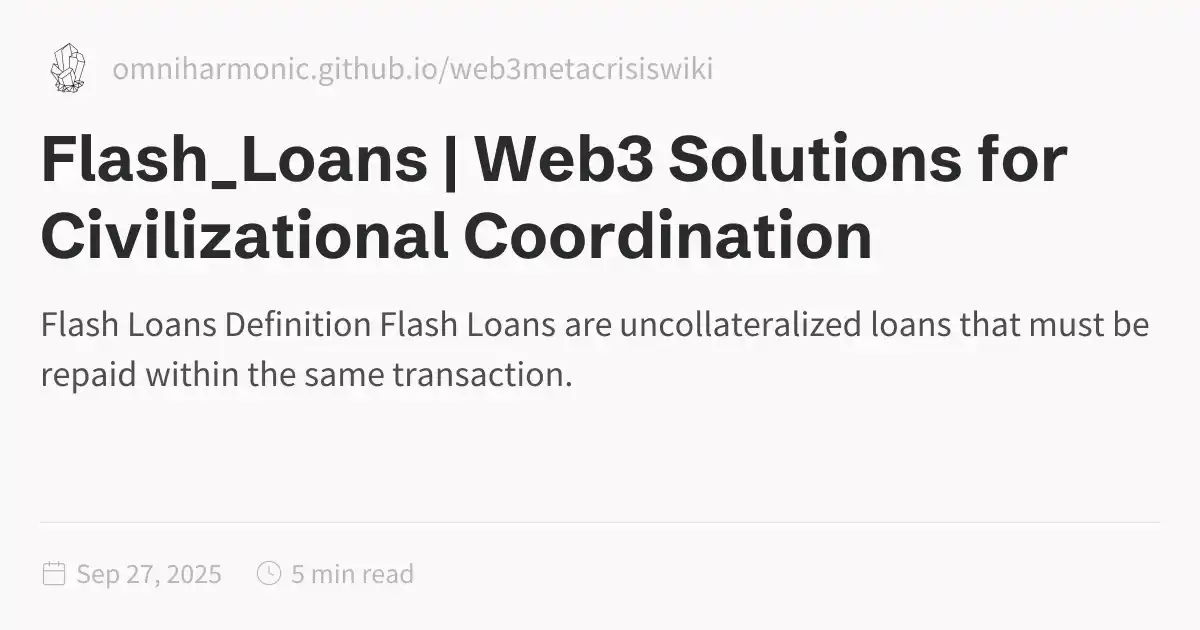 omniharmonic.github.io/web3metacrisiswiki
Flash_Loans | Web3 Solutions for
Civilizational Coordination
Flash Loans Definition Flash Loans are uncollateralized loans that must be
repaid within the same transaction.
Sep 27, 2025 5 min read